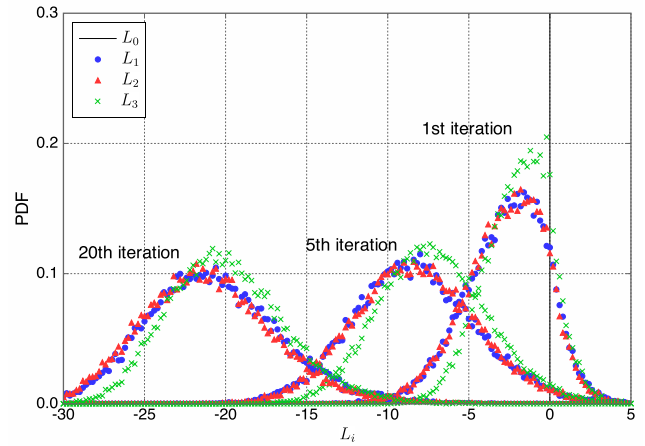 0.3
L₀
L₁
L₂
L₃
1st iteration
0.2
PDF
20th iteration
5th iteration
0.1
0.0
-30 -25 -20 -15 -10 -5 0 5
Lᵢ